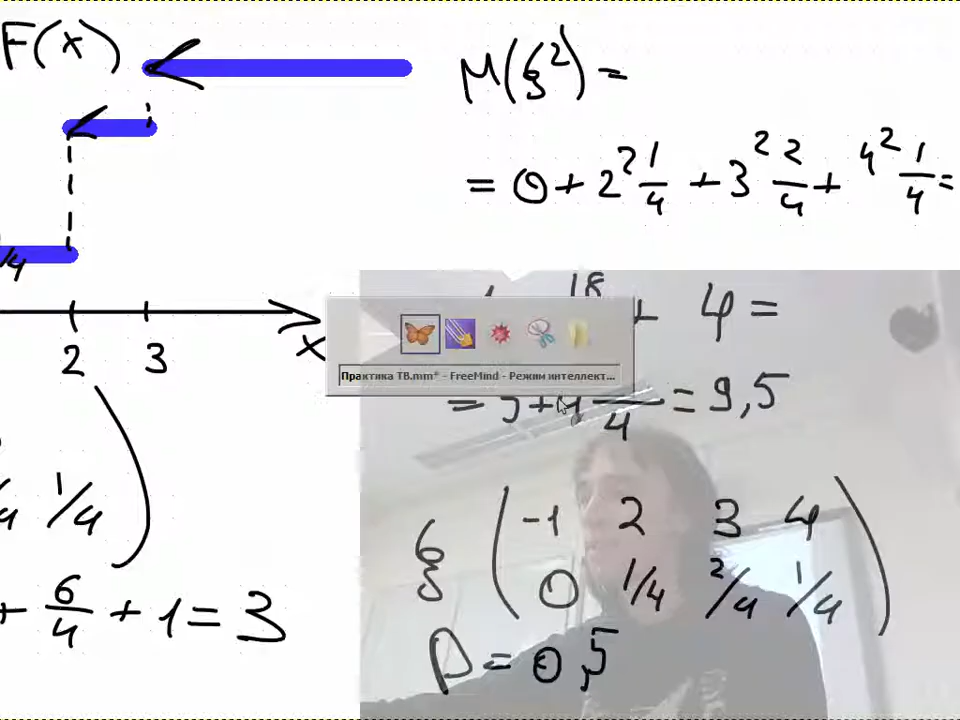 F(x)
M(ξ²) =
= 0 + 2² 1/4 + 3² 2/4 + 4² 1/4 =
/4
18
+ 4 =
2 3 x
Практика ТВ.mm* - FreeMind - Режим интеллект...
4 = 9,5
1/4
ξ ( -1 2 3 4
0 1/4 2/4 1/4 )
+ 6/4 + 1 = 3
D = 0,5